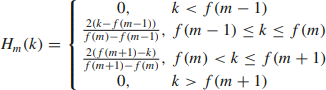 H_m(k) = { 0, k < f(m − 1)
2(k−f(m−1)) / f(m)−f(m−1), f(m − 1) ≤ k ≤ f(m)
2(f(m+1)−k) / f(m+1)−f(m), f(m) < k ≤ f(m + 1)
0, k > f(m + 1)